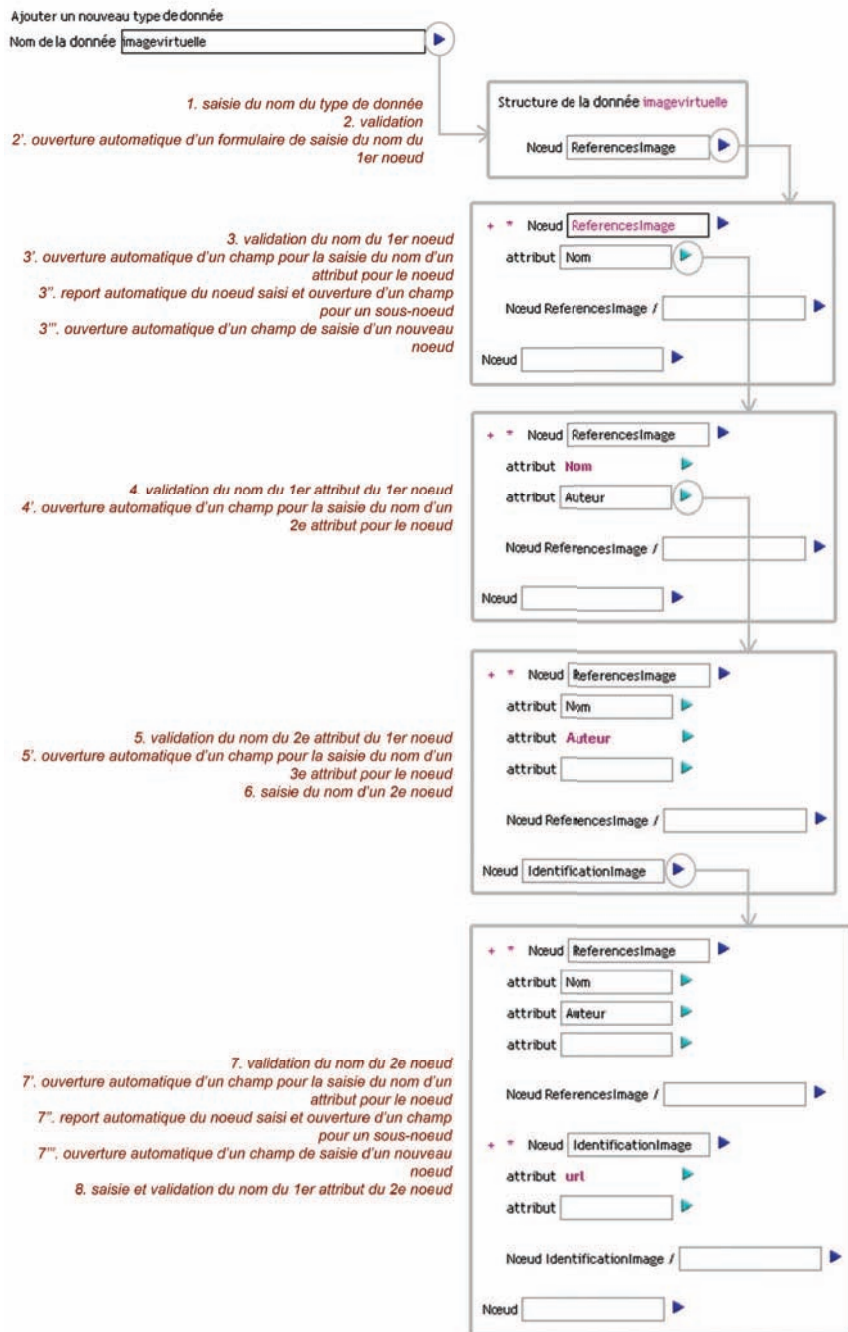 Ajouter un nouveau type de donnée
Nom de la donnée imagevirtuelle
1. saisie du nom du type de donnée
2. validation
2'. ouverture automatique d'un formulaire de saisie du nom du
1er noeud
Structure de la donnée imagevirtuelle
Nœud ReferencesImage
3. validation du nom du 1er noeud
3'. ouverture automatique d'un champ pour la saisie du nom d'un
attribut pour le noeud
3''. report automatique du noeud saisi et ouverture d'un champ
pour un sous-noeud
3'''. ouverture automatique d'un champ de saisie d'un nouveau
noeud
+ * Nœud ReferencesImage
attribut Nom
Nœud ReferencesImage /
Nœud
4. validation du nom du 1er attribut du 1er noeud
4'. ouverture automatique d'un champ pour la saisie du nom d'un
2e attribut pour le noeud
+ * Nœud ReferencesImage
attribut Nom
attribut Auteur
Nœud ReferencesImage /
Nœud
5. validation du nom du 2e attribut du 1er noeud
5'. ouverture automatique d'un champ pour la saisie du nom d'un
3e attribut pour le noeud
6. saisie du nom d'un 2e noeud
+ * Nœud ReferencesImage
attribut Nom
attribut Auteur
attribut
Nœud ReferencesImage /
Nœud IdentificationImage
7. validation du nom du 2e noeud
7'. ouverture automatique d'un champ pour la saisie du nom d'un
attribut pour le noeud
7''. report automatique du noeud saisi et ouverture d'un champ
pour un sous-noeud
7'''. ouverture automatique d'un champ de saisie d'un nouveau
noeud
8. saisie et validation du nom du 1er attribut du 2e noeud
+ * Nœud ReferencesImage
attribut Nom
attribut Auteur
attribut
Nœud ReferencesImage /
+ * Nœud IdentificationImage
attribut url
attribut
Nœud IdentificationImage /
Nœud